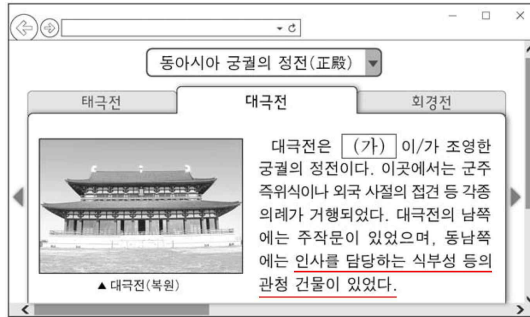 동아시아 궁궐의 정전(正殿)
태극전
대극전
회경전
대극전은 (가) 이/가 조영한
궁궐의 정전이다. 이곳에서는 군주
즉위식이나 외국 사절의 접견 등 각종
의례가 거행되었다. 대극전의 남쪽
에는 주작문이 있었으며, 동남쪽
에는 인사를 담당하는 식부성 등의
관청 건물이 있었다.
▲ 대극전(복원)